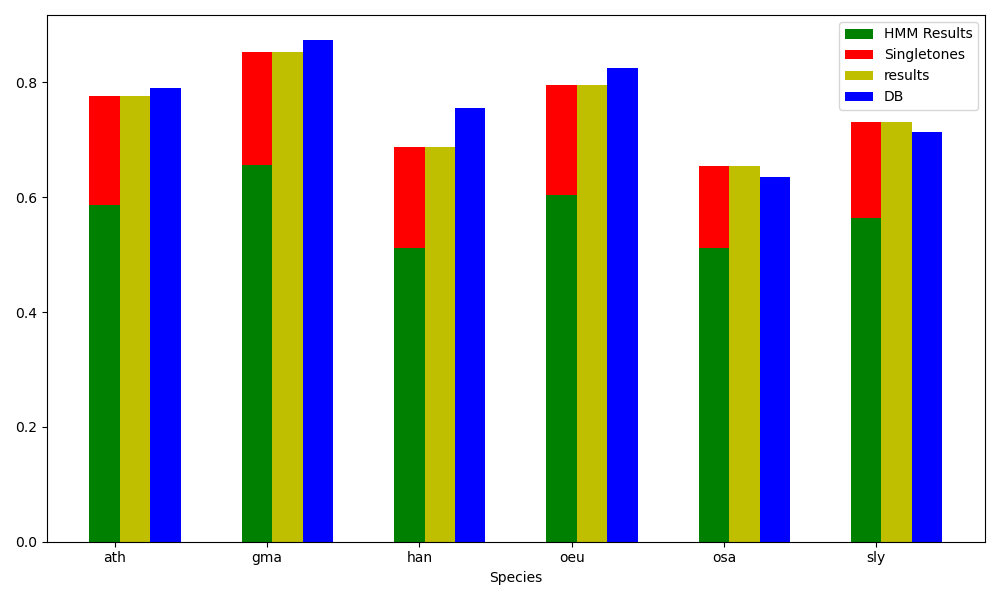 HMM Results
Singletones
results
DB
0.8
0.6
0.4
0.2
0.0
ath gma han oeu osa sly
Species